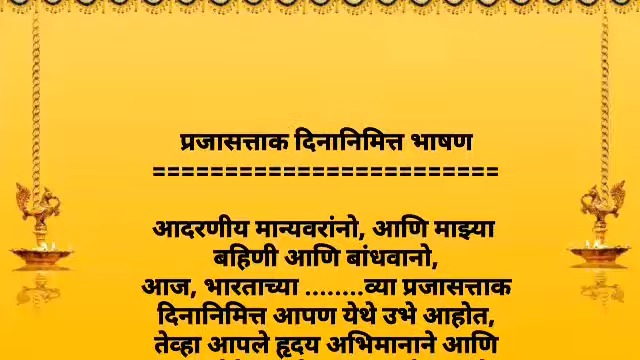 प्रजासत्ताक दिनानिमित्त भाषण
========================
आदरणीय मान्यवरांनो, आणि माझ्या
बहिणी आणि बांधवानो,
आज, भारताच्या ........व्या प्रजासत्ताक
दिनानिमित्त आपण येथे उभे आहोत,
तेव्हा आपले हृदय अभिमानाने आणि